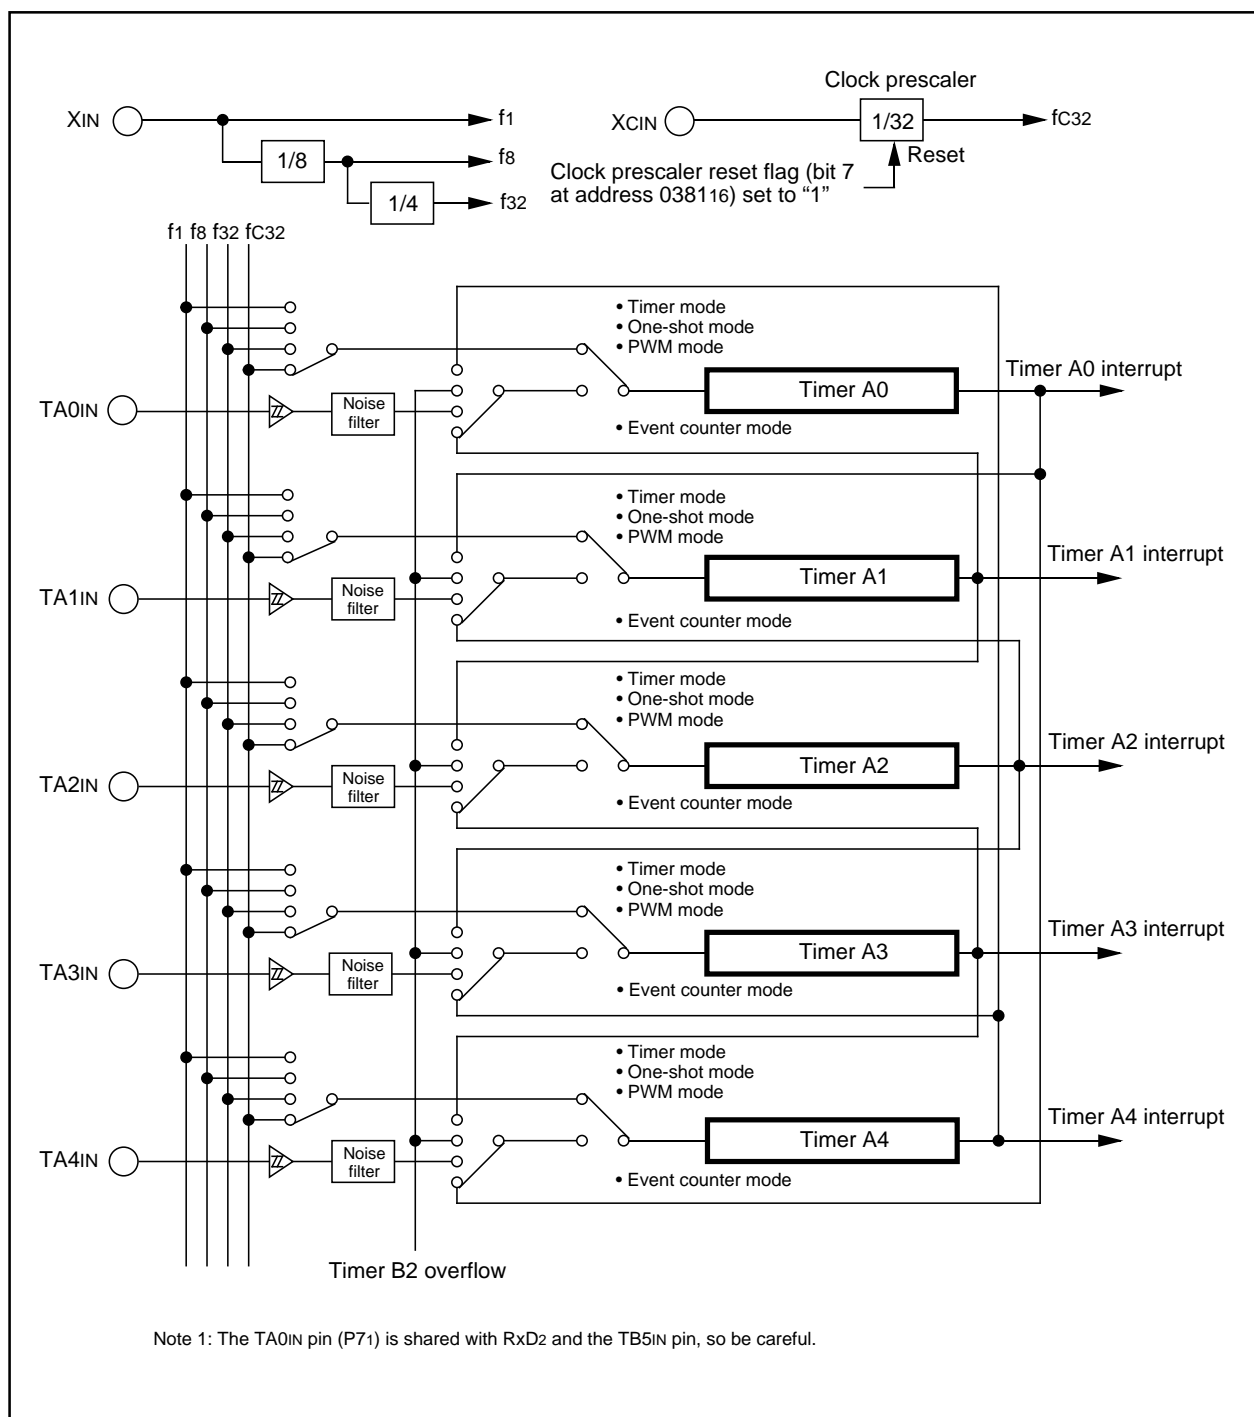 Clock prescaler
XIN
f1
XCIN
1/32
fC32
1/8
f8
Reset
Clock prescaler reset flag (bit 7
at address 038116) set to “1”
1/4
f32
f1 f8 f32 fC32
• Timer mode
• One-shot mode
• PWM mode
Timer A0 interrupt
Timer A0
TA0IN
Noise
filter
• Event counter mode
• Timer mode
• One-shot mode
• PWM mode
Timer A1 interrupt
Timer A1
TA1IN
Noise
filter
• Event counter mode
• Timer mode
• One-shot mode
• PWM mode
Timer A2 interrupt
Timer A2
TA2IN
Noise
filter
• Event counter mode
• Timer mode
• One-shot mode
• PWM mode
Timer A3 interrupt
Timer A3
TA3IN
Noise
filter
• Event counter mode
• Timer mode
• One-shot mode
• PWM mode
Timer A4 interrupt
Timer A4
TA4IN
Noise
filter
• Event counter mode
Timer B2 overflow
Note 1: The TA0IN pin (P71) is shared with RxD2 and the TB5IN pin, so be careful.